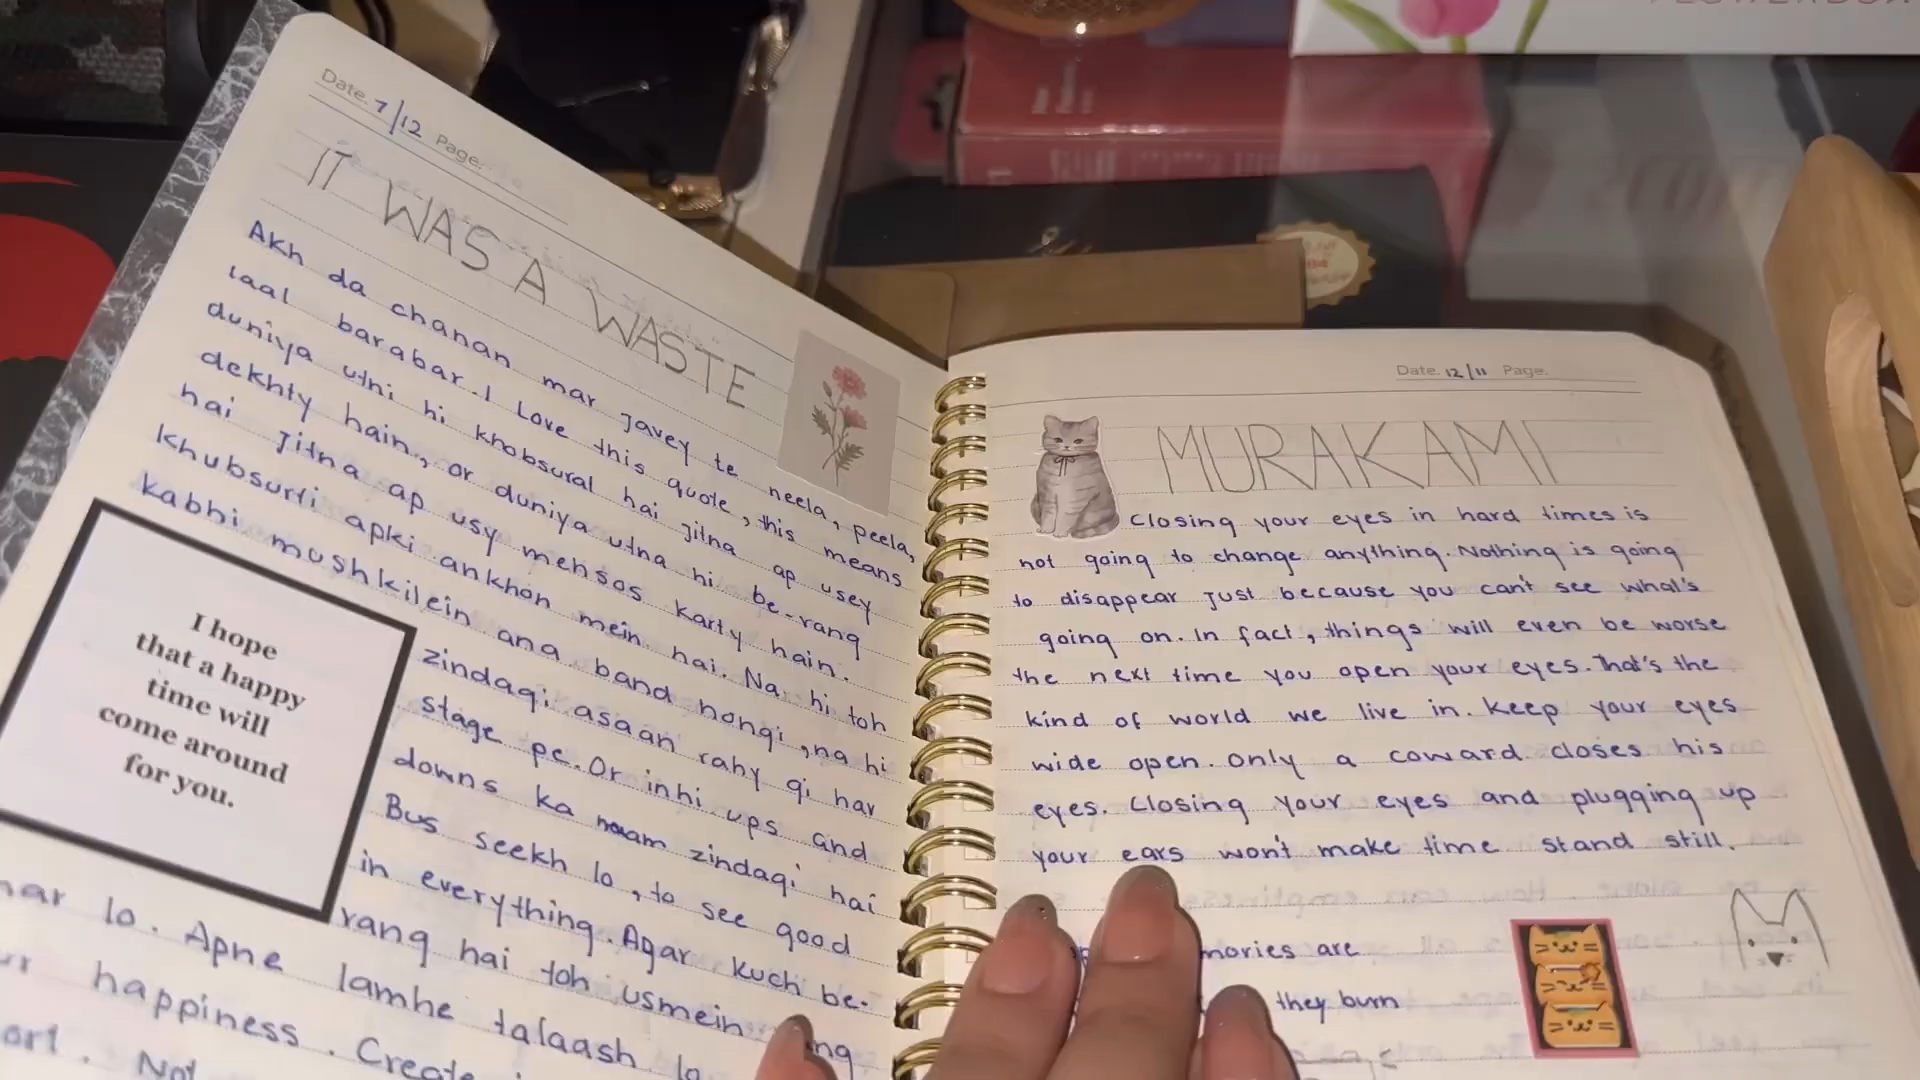 Date. 7/12 Page.
IT WAS A WASTE
Akh da chanan mar javey te neela, peela,
laal barabar. I Love this quote, this means
duniya utni hi khobsurat hai jitna ap usey
dekhty hain, or duniya utna hi be-rang
hai jitna ap usy mehsos karty hain.
Khubsurti apki ankhon mein hai. Na hi toh
kabhi mushkilein ana band hongi, na hi
zindagi asaan rahy gi har
stage pe. Or inhi ups and
downs ka naam zindagi hai
Bus seekh lo, to see good
in everything. Agar kuch be-
rang hai toh usmein
lo. Apne lamhe talaash lo
happiness. Create
Not
I hope
that a happy
time will
come around
for you.
Date. 12/11 Page.
MURAKAMI
Closing your eyes in hard times is
not going to change anything. Nothing is going
to disappear just because you can't see what's
going on. In fact, things will even be worse
the next time you open your eyes. That's the
kind of world we live in. Keep your eyes
wide open. Only a coward closes his
eyes. Closing your eyes and plugging up
your ears won't make time stand still.
are
they burn